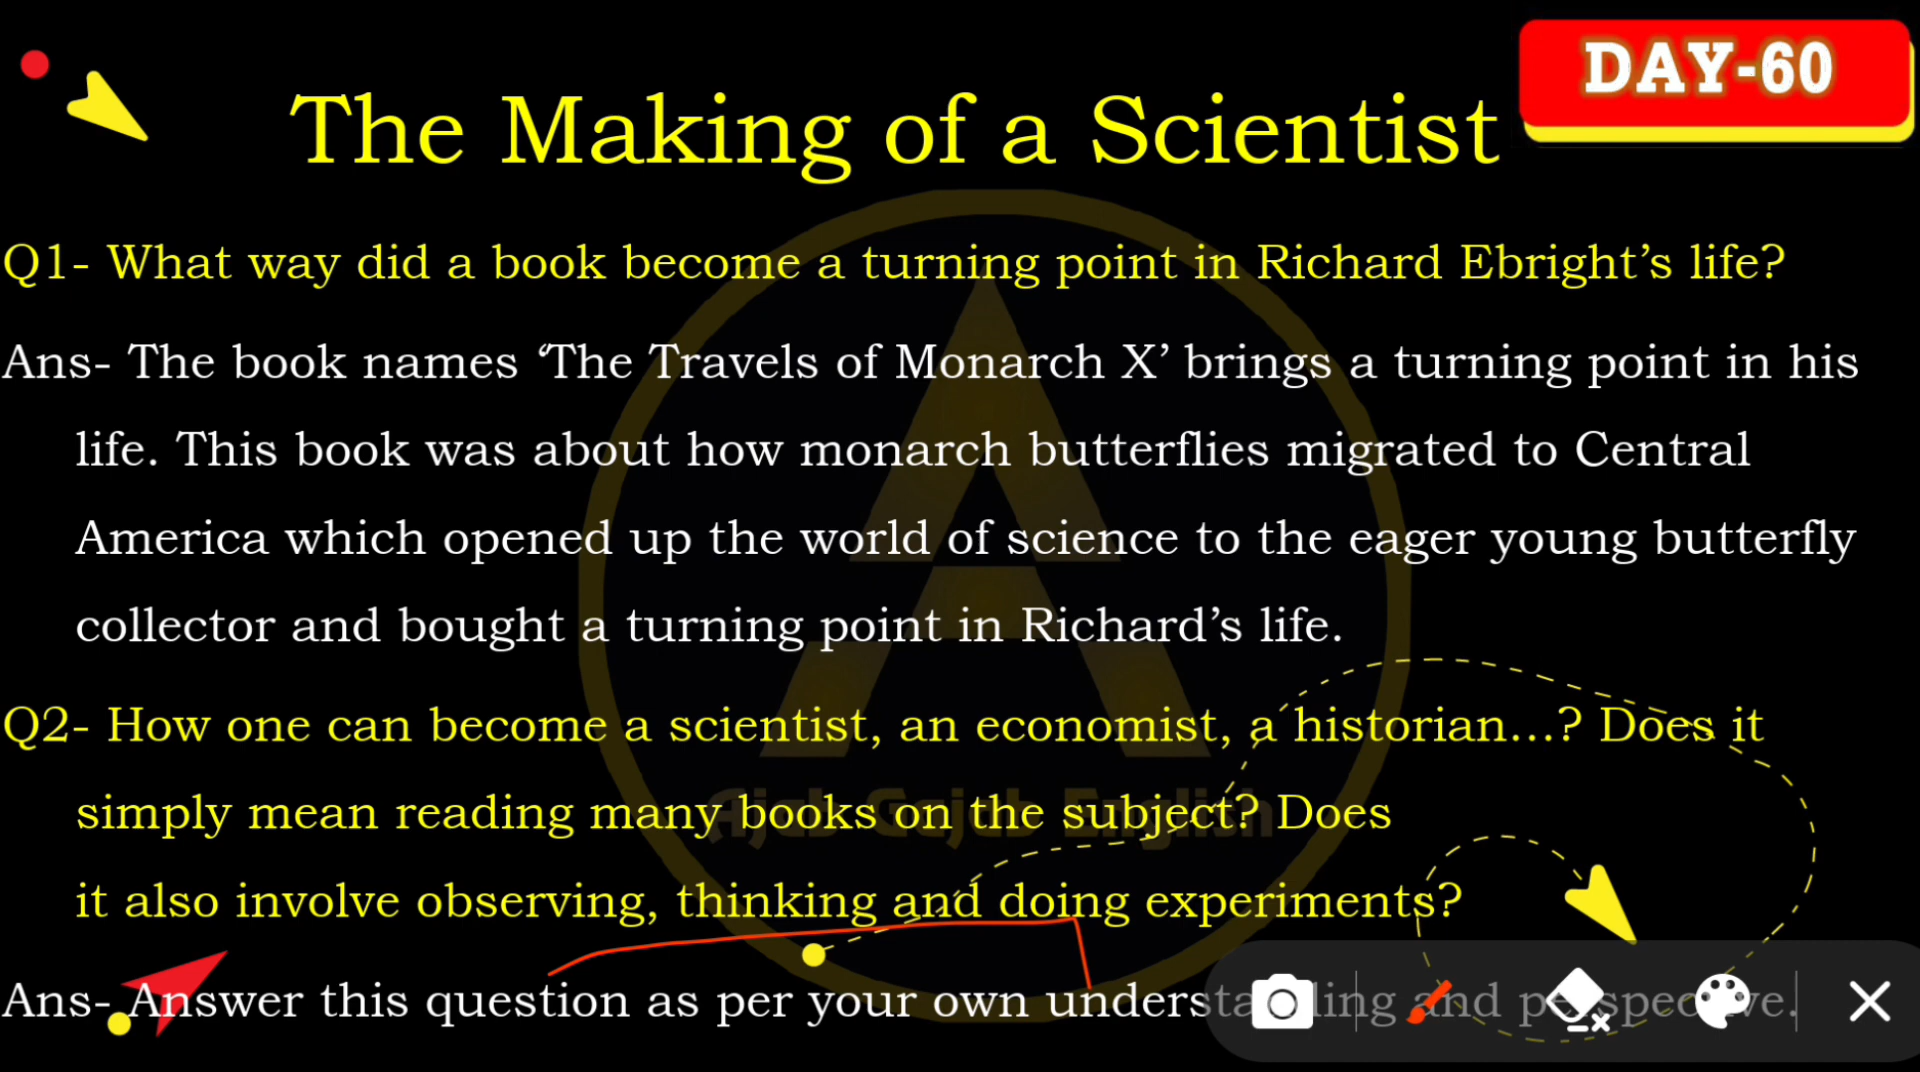 DAY-60
The Making of a Scientist
Q1- What way did a book become a turning point in Richard Ebright’s life?
Ans- The book names ‘The Travels of Monarch X’ brings a turning point in his
life. This book was about how monarch butterflies migrated to Central
America which opened up the world of science to the eager young butterfly
collector and bought a turning point in Richard’s life.
Q2- How one can become a scientist, an economist, a historian...? Does it
simply mean reading many books on the subject? Does
Ajab Gajab English
it also involve observing, thinking and doing experiments?
Ans- Answer this question as per your own understanding and perspective.